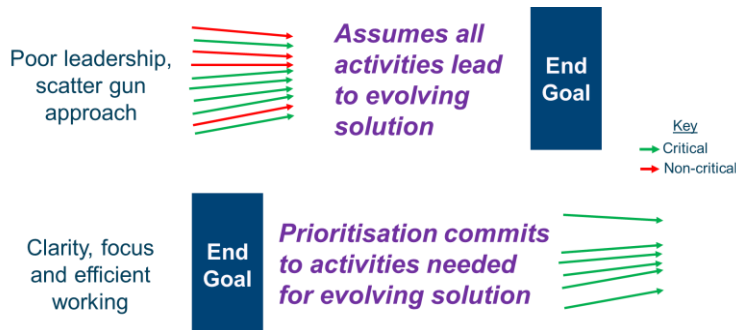 Poor leadership,
scatter gun
approach
Assumes all
activities lead
to evolving
solution
End
Goal
Key
Critical
Non-critical
Clarity, focus
and efficient
working
End
Goal
Prioritisation commits
to activities needed
for evolving solution